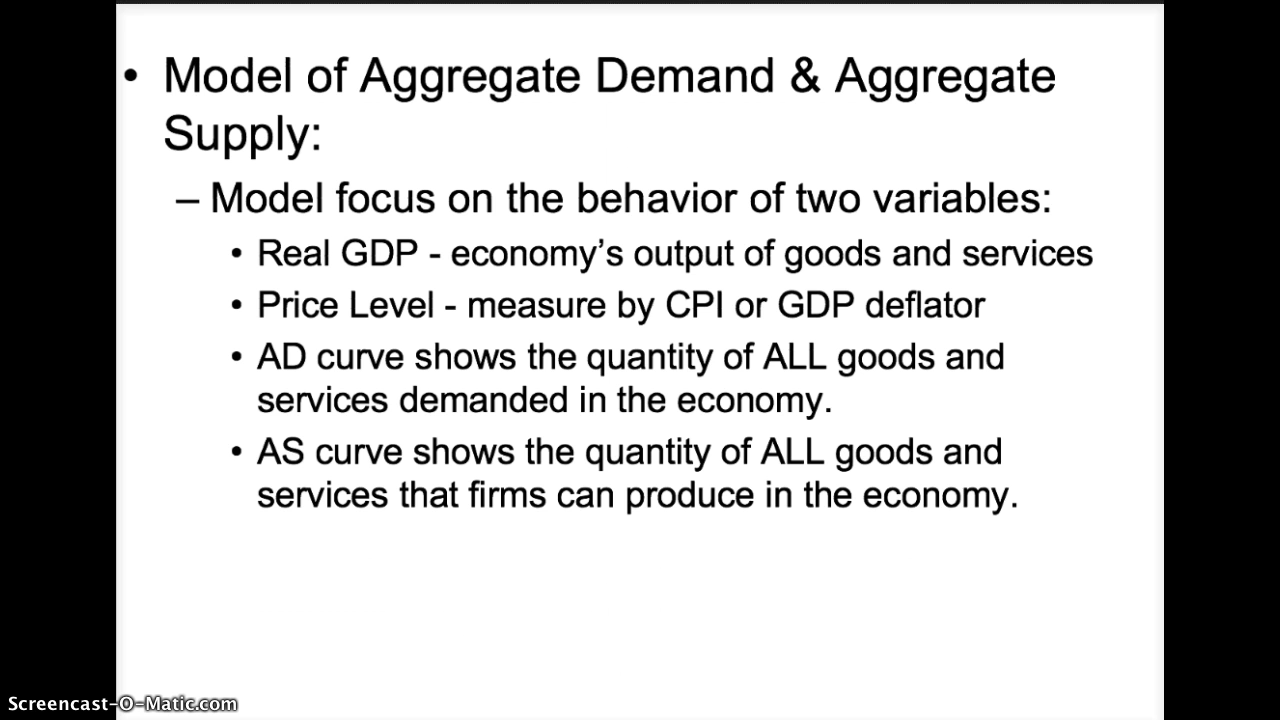 • Model of Aggregate Demand & Aggregate
Supply:
– Model focus on the behavior of two variables:
• Real GDP - economy’s output of goods and services
• Price Level - measure by CPI or GDP deflator
• AD curve shows the quantity of ALL goods and
services demanded in the economy.
• AS curve shows the quantity of ALL goods and
services that firms can produce in the economy.
Screencast-O-Matic.com